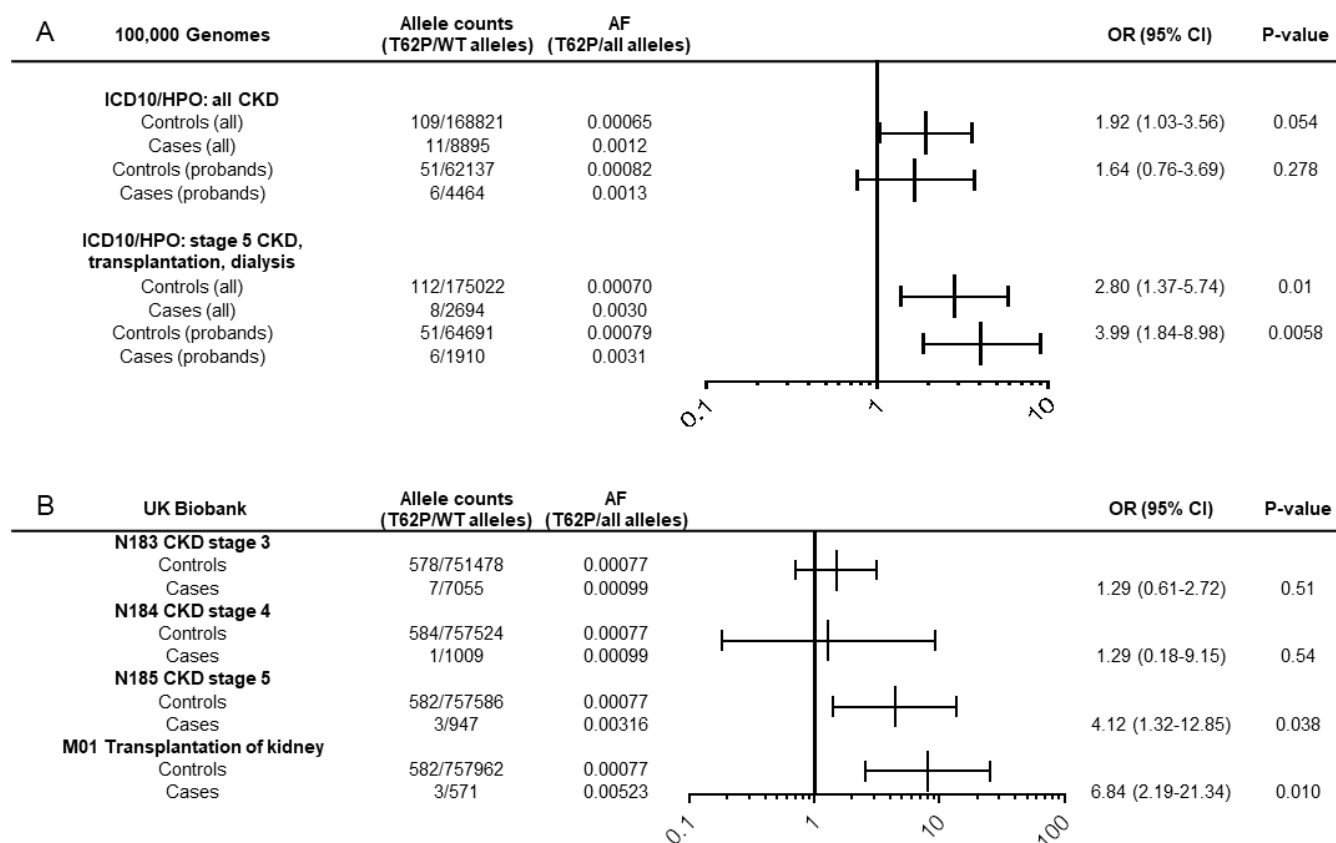 A 100,000 Genomes Allele counts (T62P/WT alleles) AF (T62P/all alleles) OR (95% CI) P-value
ICD10/HPO: all CKD
Controls (all) 109/168821 0.00065 1.92 (1.03-3.56) 0.054
Cases (all) 11/8895 0.0012
Controls (probands) 51/62137 0.00082 1.64 (0.76-3.69) 0.278
Cases (probands) 6/4464 0.0013
ICD10/HPO: stage 5 CKD,
transplantation, dialysis
Controls (all) 112/175022 0.00070 2.80 (1.37-5.74) 0.01
Cases (all) 8/2694 0.0030
Controls (probands) 51/64691 0.00079 3.99 (1.84-8.98) 0.0058
Cases (probands) 6/1910 0.0031
0.1 1 10
B UK Biobank Allele counts (T62P/WT alleles) AF (T62P/all alleles) OR (95% CI) P-value
N183 CKD stage 3
Controls 578/751478 0.00077
Cases 7/7055 0.00099 1.29 (0.61-2.72) 0.51
N184 CKD stage 4
Controls 584/757524 0.00077
Cases 1/1009 0.00099 1.29 (0.18-9.15) 0.54
N185 CKD stage 5
Controls 582/757586 0.00077
Cases 3/947 0.00316 4.12 (1.32-12.85) 0.038
M01 Transplantation of kidney
Controls 582/757962 0.00077
Cases 3/571 0.00523 6.84 (2.19-21.34) 0.010
0.1 1 10 100